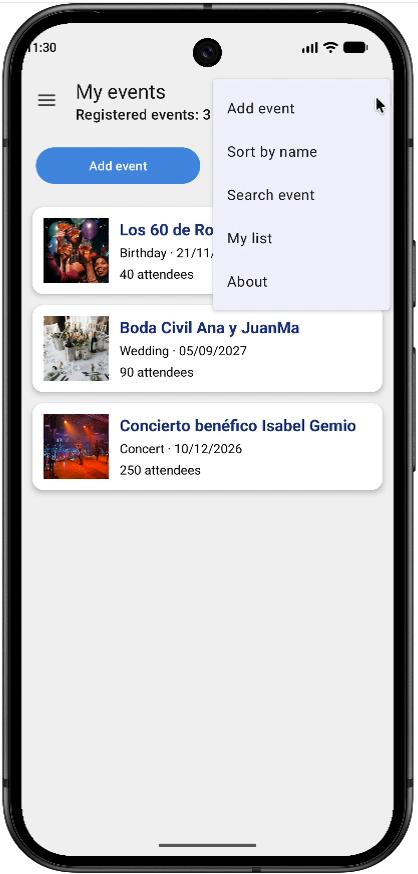 11:30
My events
Registered events: 3
Add event
Add event
Sort by name
Search event
My list
About
Los 60 de Ro
Birthday · 21/11/
40 attendees
Boda Civil Ana y JuanMa
Wedding · 05/09/2027
90 attendees
Concierto benéfico Isabel Gemio
Concert · 10/12/2026
250 attendees